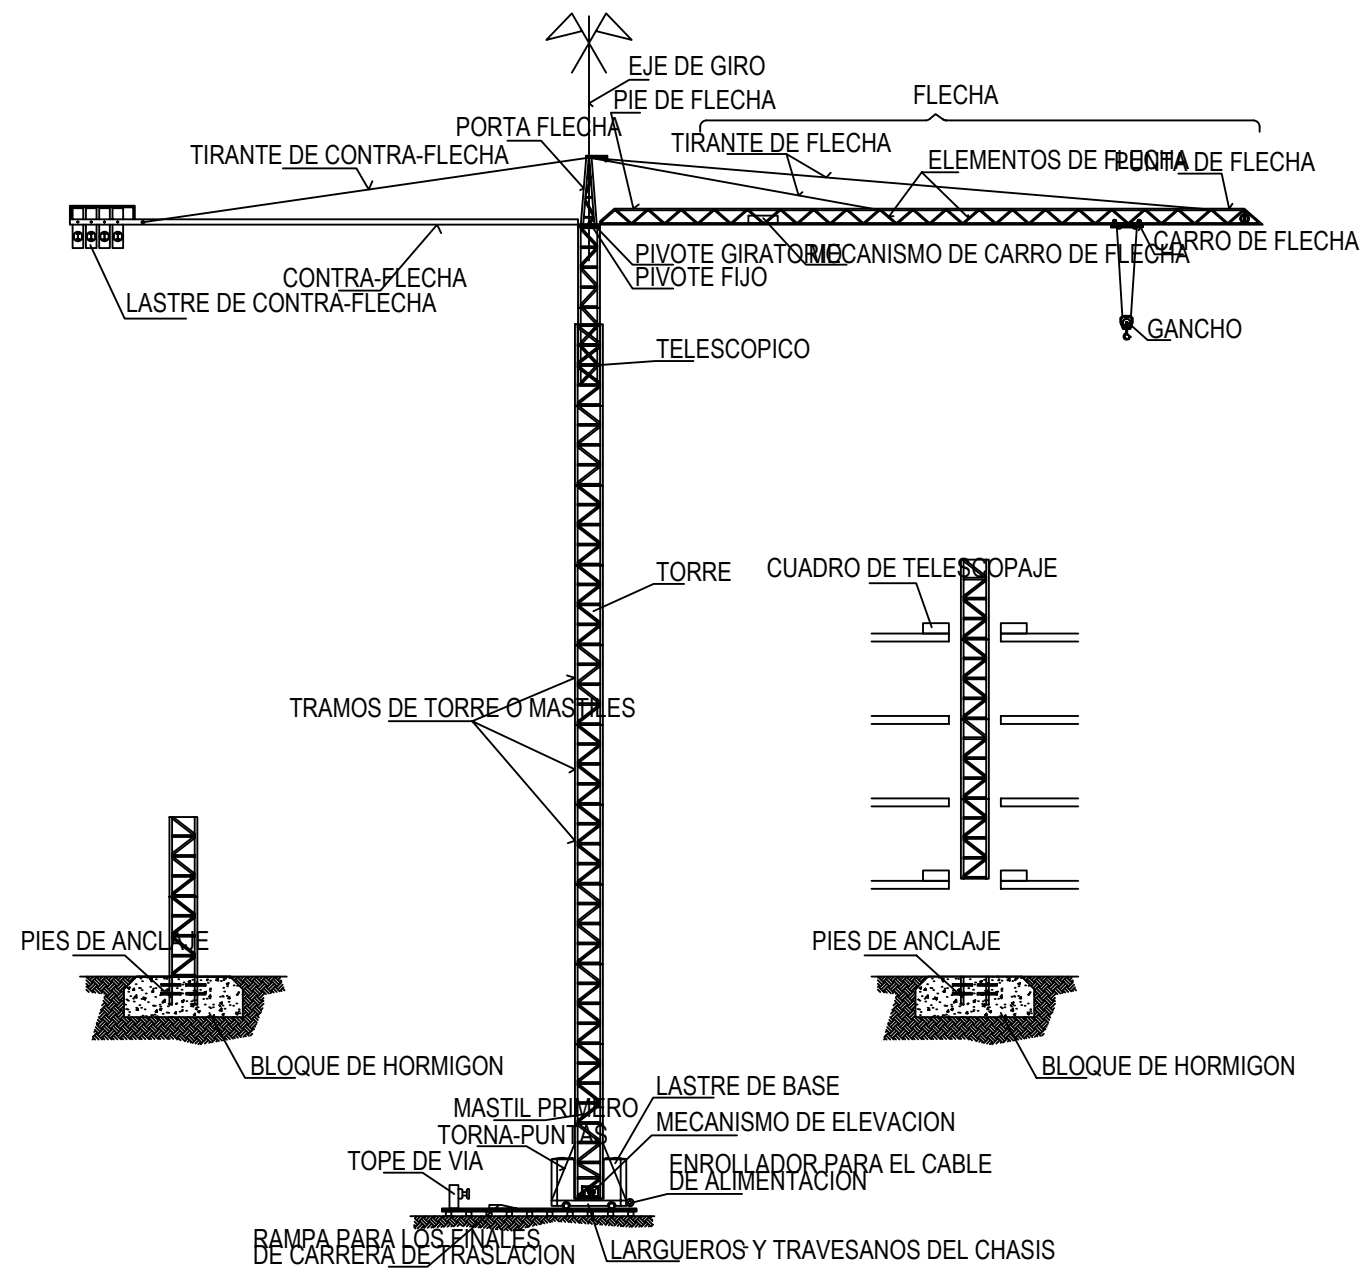 EJE DE GIRO
PIE DE FLECHA
FLECHA
PORTA FLECHA
TIRANTE DE FLECHA
TIRANTE DE CONTRA-FLECHA
ELEMENTOS DE FLECHA
PUNTA DE FLECHA
CARRO DE FLECHA
PIVOTE GIRATORIO
MECANISMO DE CARRO DE FLECHA
CONTRA-FLECHA
PIVOTE FIJO
LASTRE DE CONTRA-FLECHA
GANCHO
TELESCOPICO
TORRE
CUADRO DE TELESCOPAJE
TRAMOS DE TORRE O MASTILES
PIES DE ANCLAJE
PIES DE ANCLAJE
BLOQUE DE HORMIGON
BLOQUE DE HORMIGON
LASTRE DE BASE
MASTIL PRIMERO
MECANISMO DE ELEVACION
TORNA-PUNTAS
TOPE DE VIA
ENROLLADOR PARA EL CABLE
DE ALIMENTACION
RAMPA PARA LOS FINALES
DE CARRERA DE TRASLACION
LARGUEROS Y TRAVESANOS DEL CHASIS